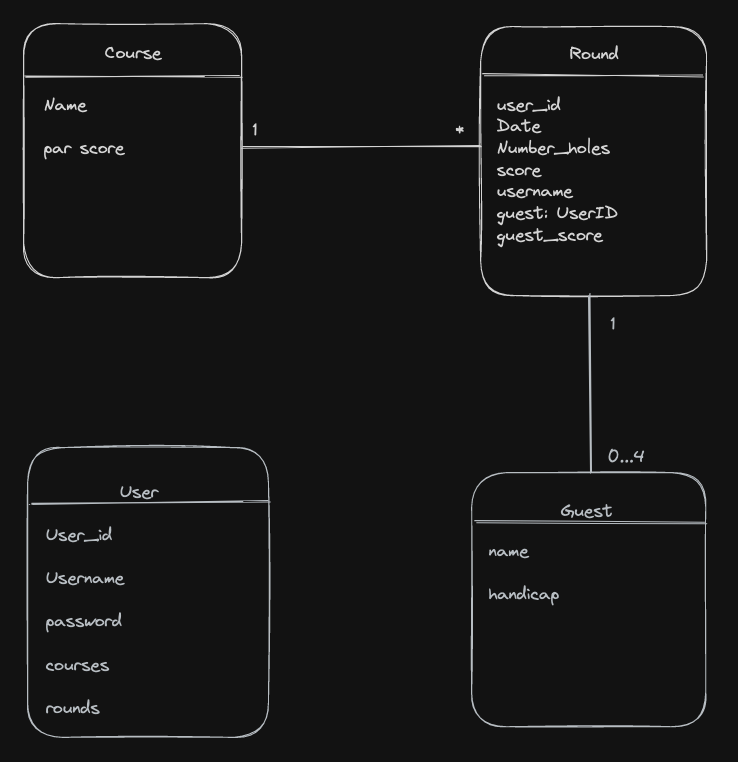 Course
Name
par score
1
*
Round
user_id
Date
Number_holes
score
username
guest: UserID
guest_score
1
0...4
User
User_id
Username
password
courses
rounds
Guest
name
handicap